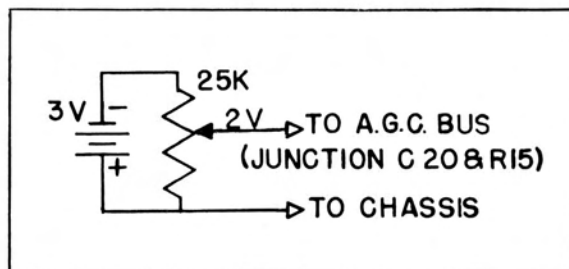 25K
3V
–
2V
TO A.G.C. BUS
(JUNCTION C20 & R15)
+
TO CHASSIS